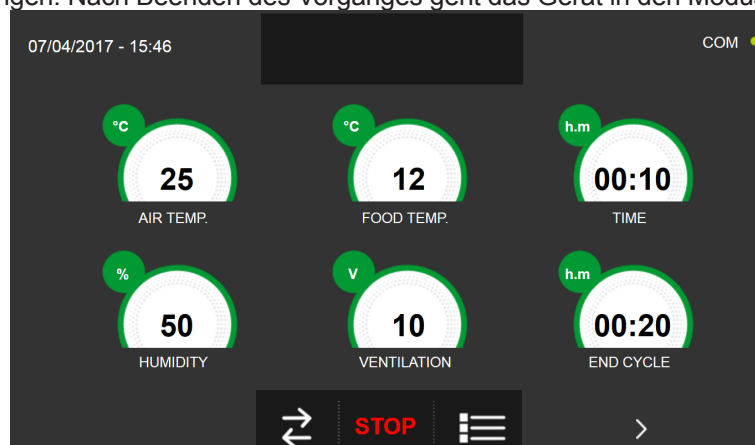 igen. Nach Beenden des Vorganges geht das Gerät in den Modus
07/04/2017 - 15:46
COM
°C °C h.m
25 12 00:10
AIR TEMP. FOOD TEMP. TIME
% V h.m
50 10 00:20
HUMIDITY VENTILATION END CYCLE
STOP